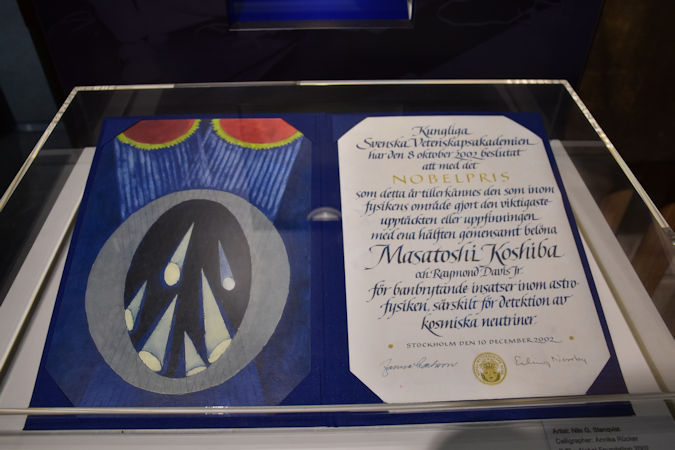 Kungliga
Svenska Vetenskapsakademien
har den 8 oktober 2002 beslutat
att med det
NOBELPRIS
som detta år tillerkännes den som inom
fysikens område gjort den viktigaste
upptäckten eller uppfinningen
med ena hälften gemensamt belöna
Masatoshi Koshiba
och Raymond Davis Jr.
för banbrytande insatser inom astro-
fysiken, särskilt för detektion av
kosmiska neutriner
STOCKHOLM DEN 10 DECEMBER 2002
Artist: Nils G. Stenqvist
Calligrapher: Annika Rücker
Foundation 2002